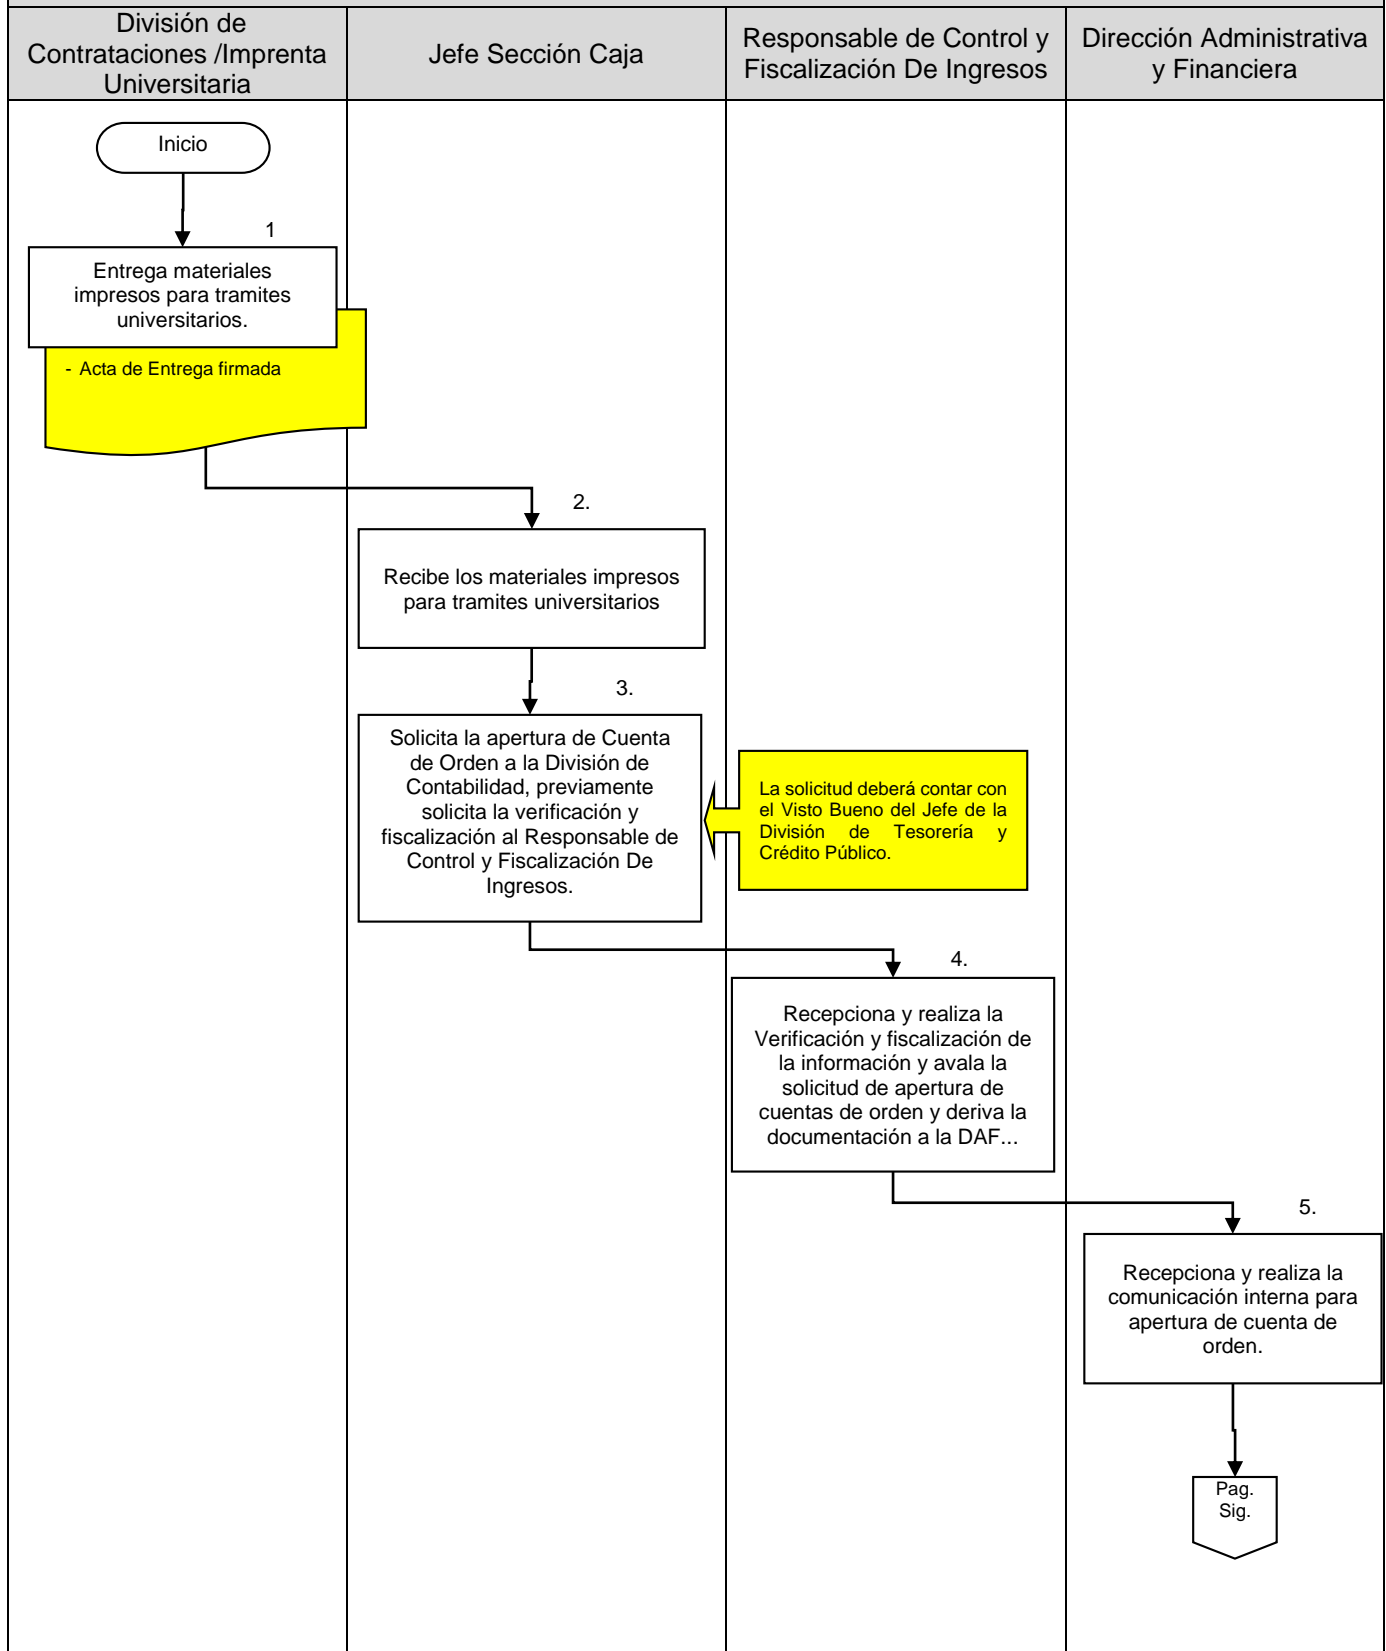 División de
Contrataciones /Imprenta
Universitaria
Jefe Sección Caja
Responsable de Control y
Fiscalización De Ingresos
Dirección Administrativa
y Financiera
Inicio
1
Entrega materiales
impresos para tramites
universitarios.
- Acta de Entrega firmada
2.
Recibe los materiales impresos
para tramites universitarios
3.
Solicita la apertura de Cuenta
de Orden a la División de
Contabilidad, previamente
solicita la verificación y
fiscalización al Responsable de
Control y Fiscalización De
Ingresos.
La solicitud deberá contar con
el Visto Bueno del Jefe de la
División de Tesorería y
Crédito Público.
4.
Recepciona y realiza la
Verificación y fiscalización de
la información y avala la
solicitud de apertura de
cuentas de orden y deriva la
documentación a la DAF...
5.
Recepciona y realiza la
comunicación interna para
apertura de cuenta de
orden.
Pag.
Sig.